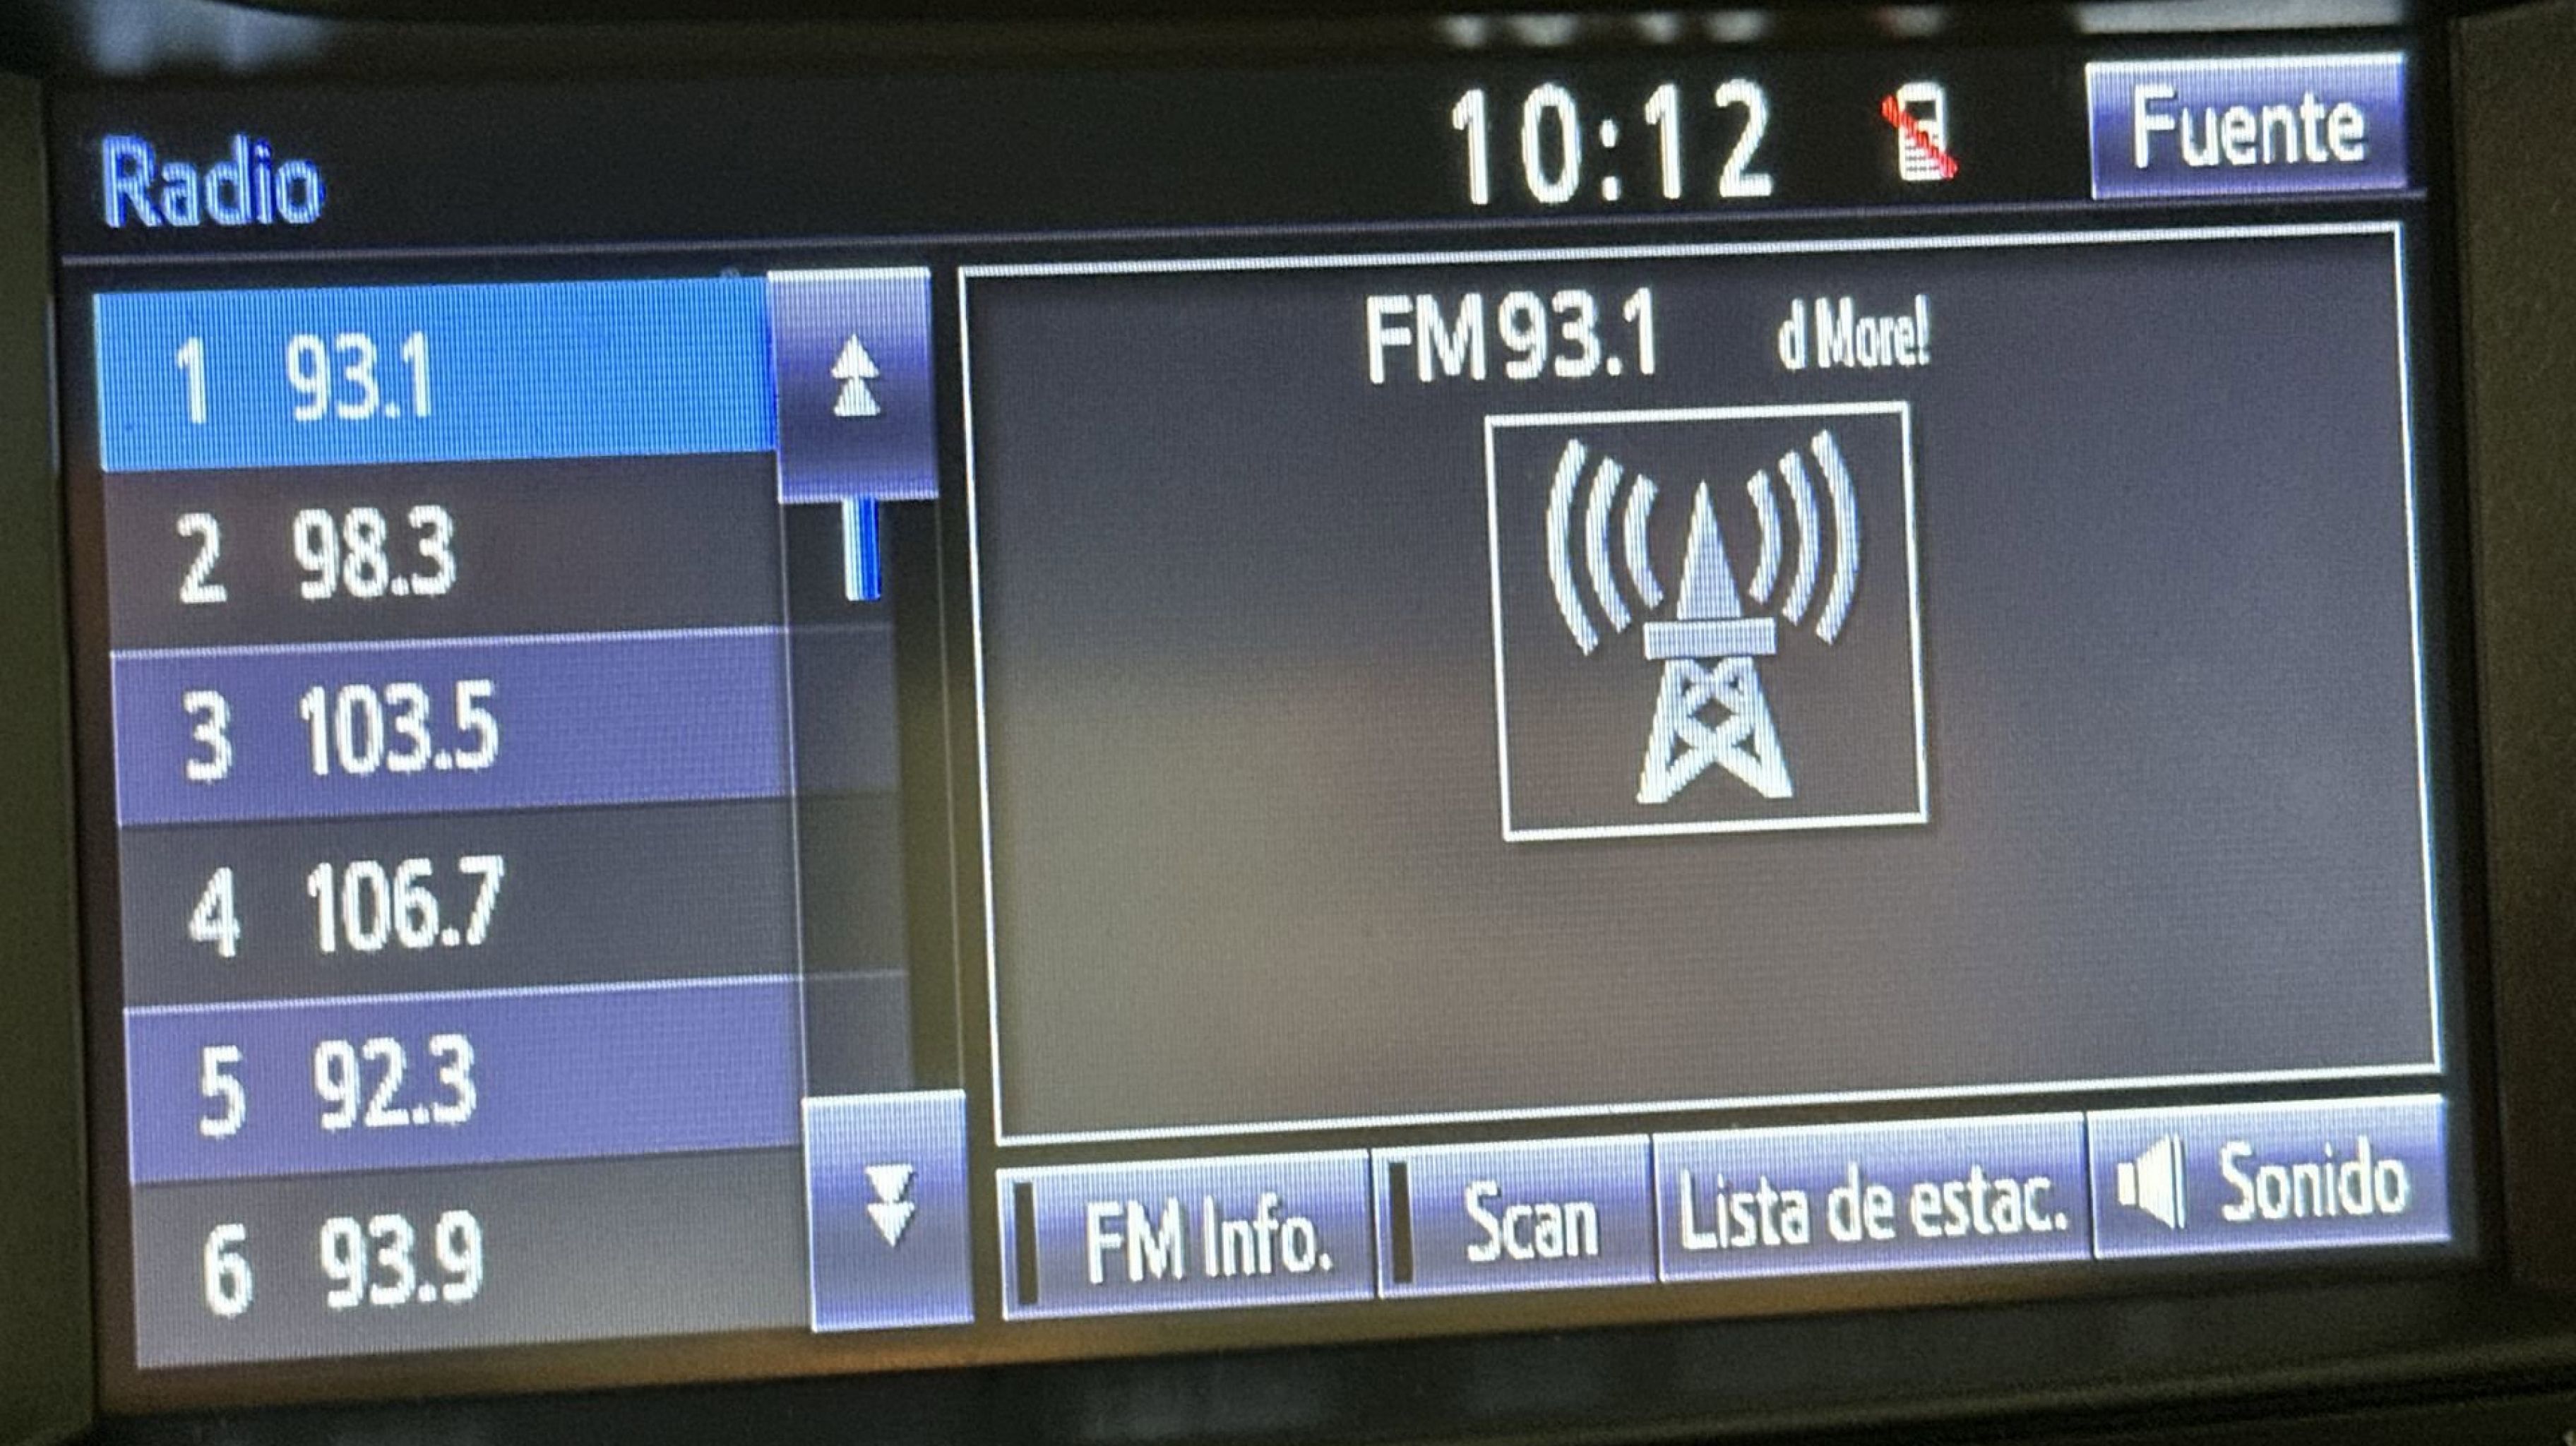 Radio 10:12 Fuente
1 93.1
2 98.3
3 103.5
4 106.7
5 92.3
6 93.9
FM 93.1 d More!
FM Info. Scan Lista de estac. Sonido